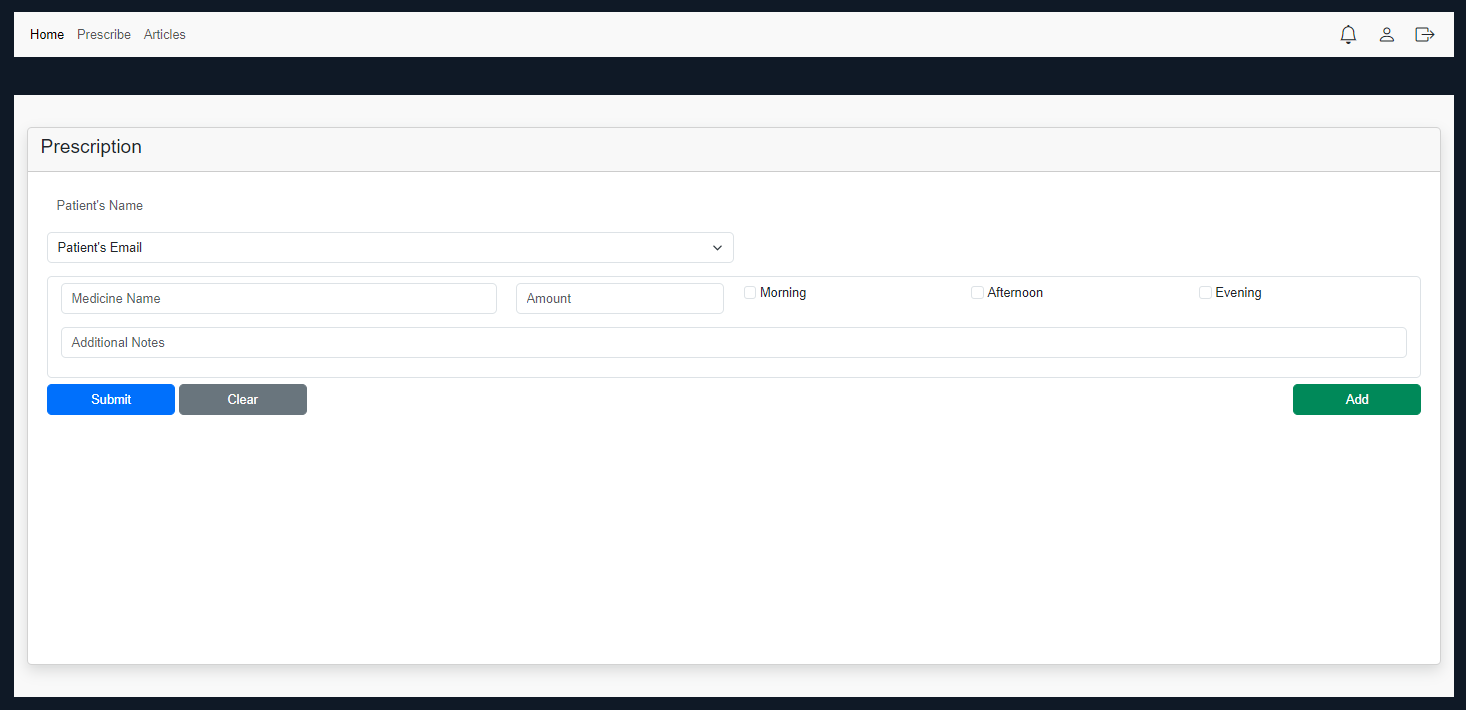 Home Prescribe Articles
Prescription
Patient's Name
Patient's Email
Medicine Name Amount Morning Afternoon Evening
Additional Notes
Submit Clear Add